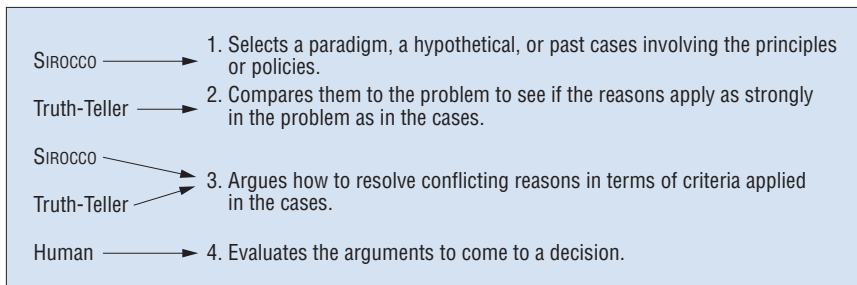 SIROCCO
1. Selects a paradigm, a hypothetical, or past cases involving the principles
or policies.
Truth-Teller
2. Compares them to the problem to see if the reasons apply as strongly
in the problem as in the cases.
SIROCCO
Truth-Teller
3. Argues how to resolve conflicting reasons in terms of criteria applied
in the cases.
Human
4. Evaluates the arguments to come to a decision.